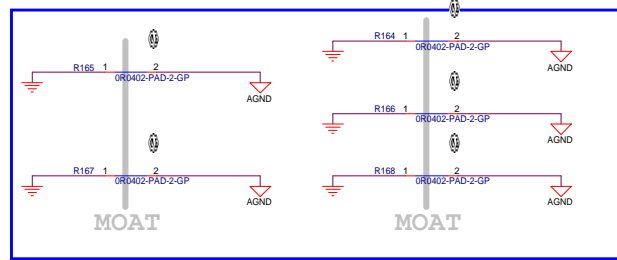 R165 1 2
0R0402-PAD-2-GP
AGND
R167 1 2
0R0402-PAD-2-GP
AGND
MOAT
R164 1 2
0R0402-PAD-2-GP
AGND
R166 1 2
0R0402-PAD-2-GP
AGND
R168 1 2
0R0402-PAD-2-GP
AGND
MOAT